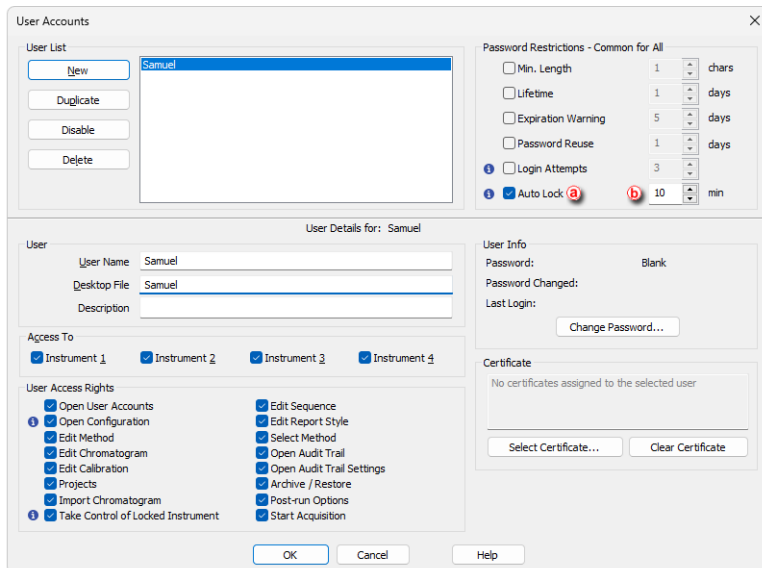 User Accounts
User List
New
Duplicate
Disable
Delete
Samuel
Password Restrictions - Common for All
Min. Length 1 chars
Lifetime 1 days
Expiration Warning 5 days
Password Reuse 1 days
Login Attempts 3
Auto Lock a b 10 min
User Details for: Samuel
User
User Name Samuel
Desktop File Samuel
Description
User Info
Password: Blank
Password Changed:
Last Login:
Change Password...
Access To
Instrument 1 Instrument 2 Instrument 3 Instrument 4
Certificate
No certificates assigned to the selected user
Select Certificate... Clear Certificate
User Access Rights
Open User Accounts Edit Sequence
Open Configuration Edit Report Style
Edit Method Select Method
Edit Chromatogram Open Audit Trail
Edit Calibration Open Audit Trail Settings
Projects Archive / Restore
Import Chromatogram Post-run Options
Take Control of Locked Instrument Start Acquisition
OK Cancel Help